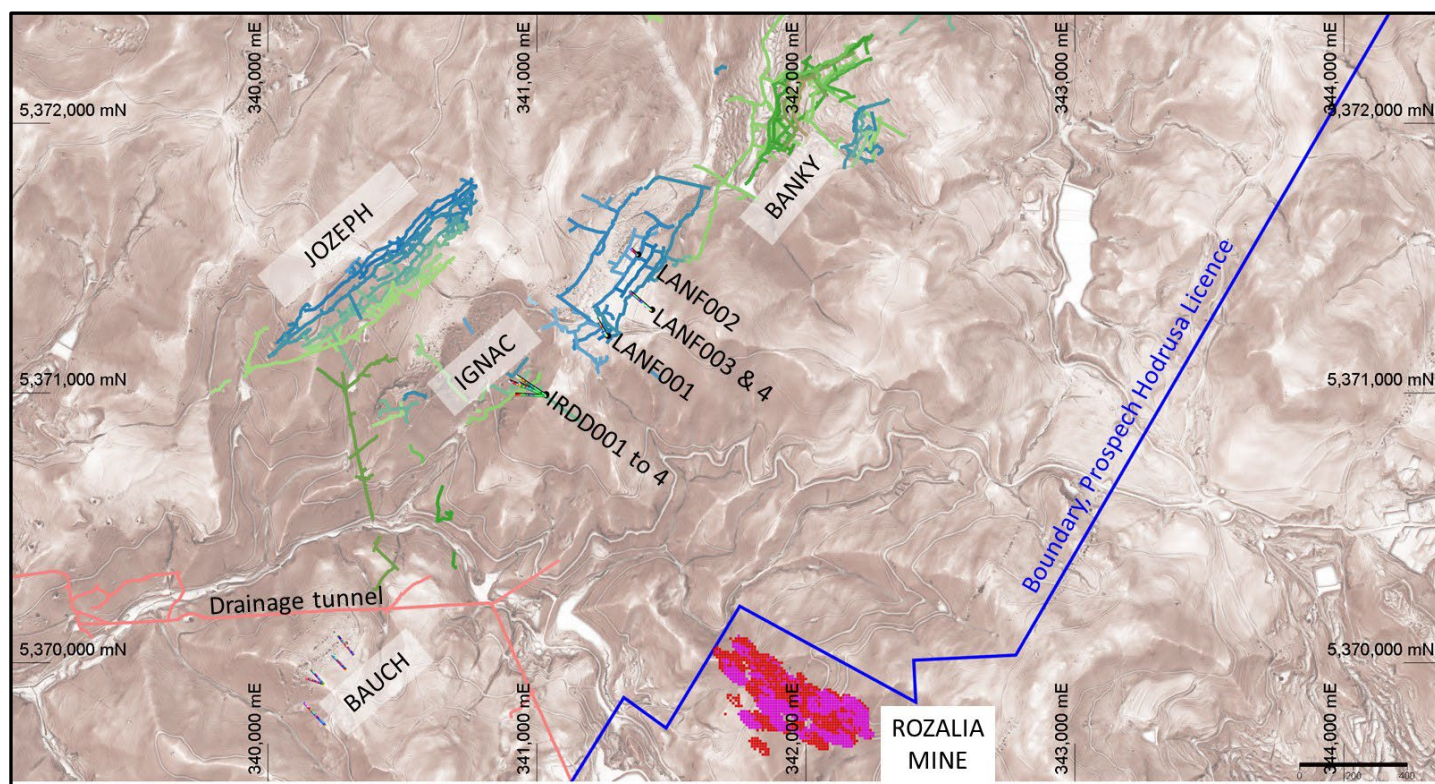 340,000 mE
341,000 mE
342,000 mE
343,000 mE
344,000 mE
5,372,000 mN
5,372,000 mN
BANKY
JOZEPH
LANF002
LANF003 & 4
LANF001
IGNAC
IRDD001 to 4
5,371,000 mN
5,371,000 mN
Boundary, Prospech Hodrusa Licence
Drainage tunnel
BAUCH
5,370,000 mN
5,370,000 mN
ROZALIA
MINE
340,000 mE
341,000 mE
342,000 mE
343,000 mE
344,000 mE
0 200 400